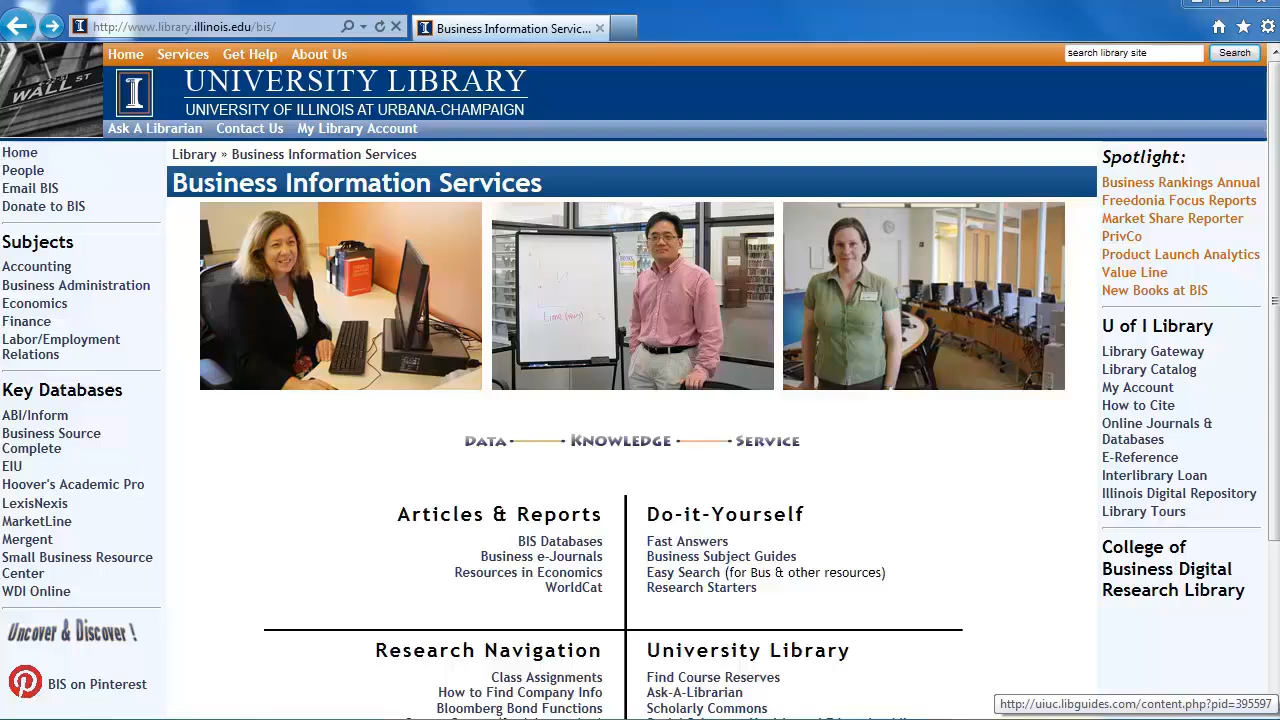 http://www.library.illinois.edu/bis/
Business Information Servic...
WALL ST
Home Services Get Help About Us
search library site
Search
I
UNIVERSITY LIBRARY
UNIVERSITY OF ILLINOIS AT URBANA-CHAMPAIGN
Ask A Librarian Contact Us My Library Account
Home
People
Email BIS
Donate to BIS
Subjects
Accounting
Business Administration
Economics
Finance
Labor/Employment
Relations
Key Databases
ABI/Inform
Business Source
Complete
EIU
Hoover's Academic Pro
LexisNexis
MarketLine
Mergent
Small Business Resource
Center
WDI Online
Uncover & Discover !
BIS on Pinterest
Library » Business Information Services
Business Information Services
DATA KNOWLEDGE SERVICE
Articles & Reports
BIS Databases
Business e-Journals
Resources in Economics
WorldCat
Do-it-Yourself
Fast Answers
Business Subject Guides
Easy Search (for Bus & other resources)
Research Starters
Research Navigation
Class Assignments
How to Find Company Info
Bloomberg Bond Functions
University Library
Find Course Reserves
Ask-A-Librarian
Scholarly Commons
Spotlight:
Business Rankings Annual
Freedonia Focus Reports
Market Share Reporter
PrivCo
Product Launch Analytics
Value Line
New Books at BIS
U of I Library
Library Gateway
Library Catalog
My Account
How to Cite
Online Journals &
Databases
E-Reference
Interlibrary Loan
Illinois Digital Repository
Library Tours
College of
Business Digital
Research Library
http://uiuc.libguides.com/content.php?pid=395597